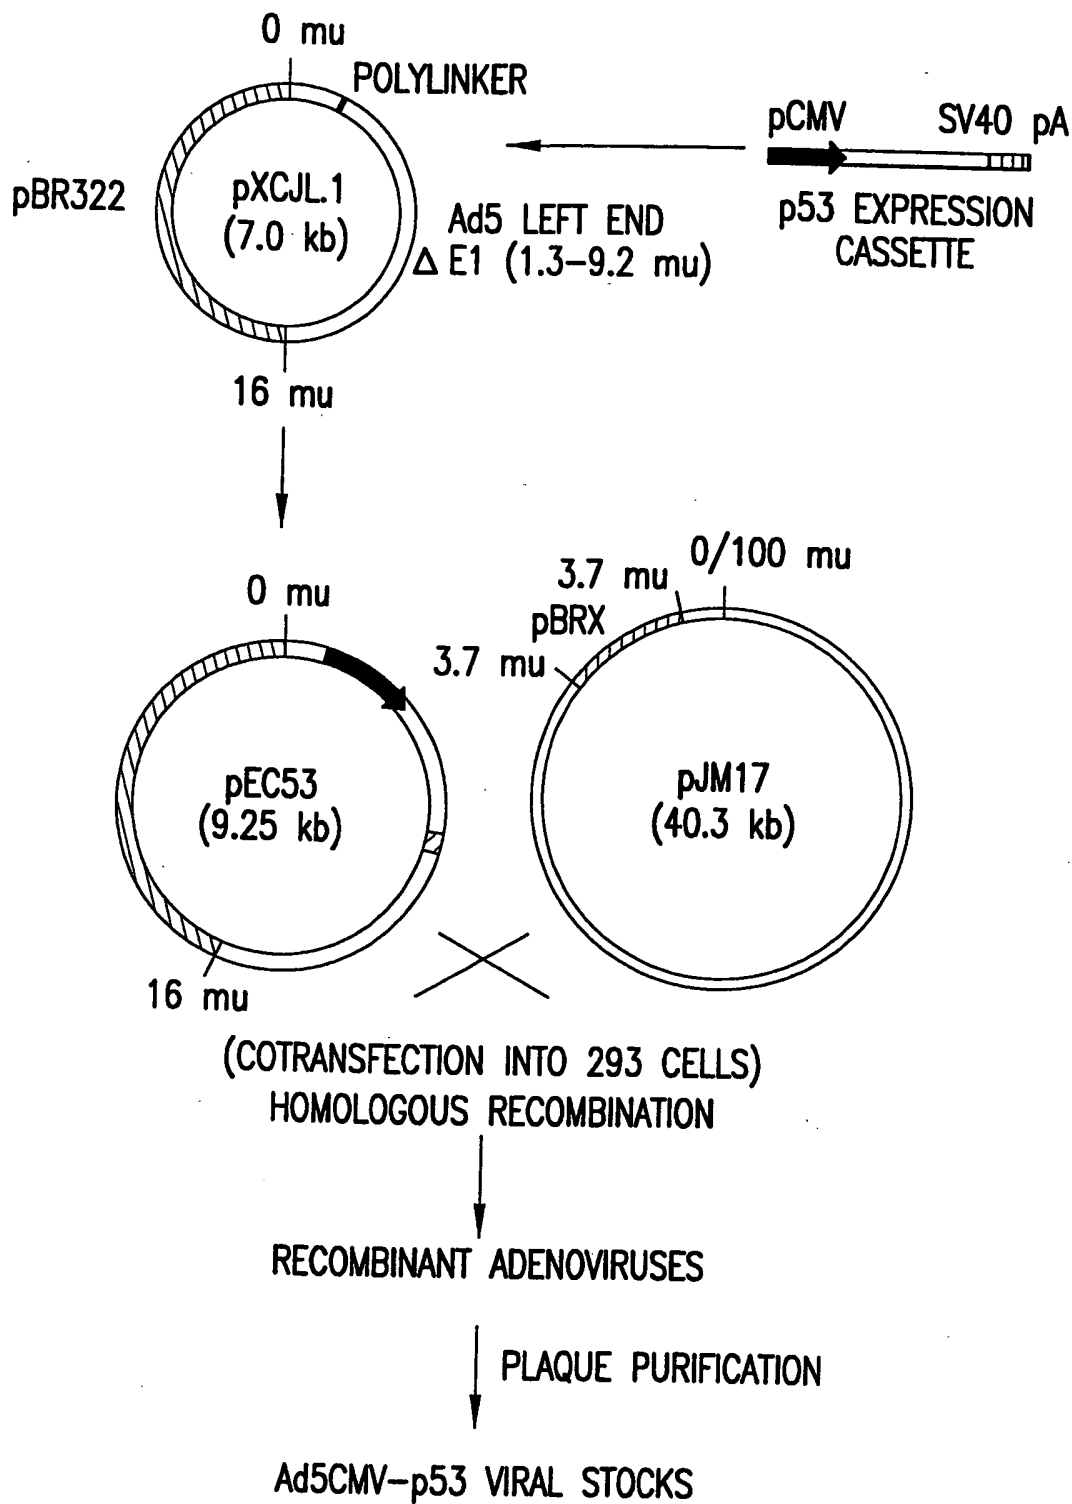 0 mu
POLYLINKER
pBR322
pXCJL.1
(7.0 kb)
Ad5 LEFT END
Δ E1 (1.3–9.2 mu)
16 mu
pCMV
SV40 pA
p53 EXPRESSION
CASSETTE
0 mu
pEC53
(9.25 kb)
16 mu
0/100 mu
3.7 mu
pBRX
3.7 mu
pJM17
(40.3 kb)
(COTRANSFECTION INTO 293 CELLS)
HOMOLOGOUS RECOMBINATION
RECOMBINANT ADENOVIRUSES
PLAQUE PURIFICATION
Ad5CMV–p53 VIRAL STOCKS